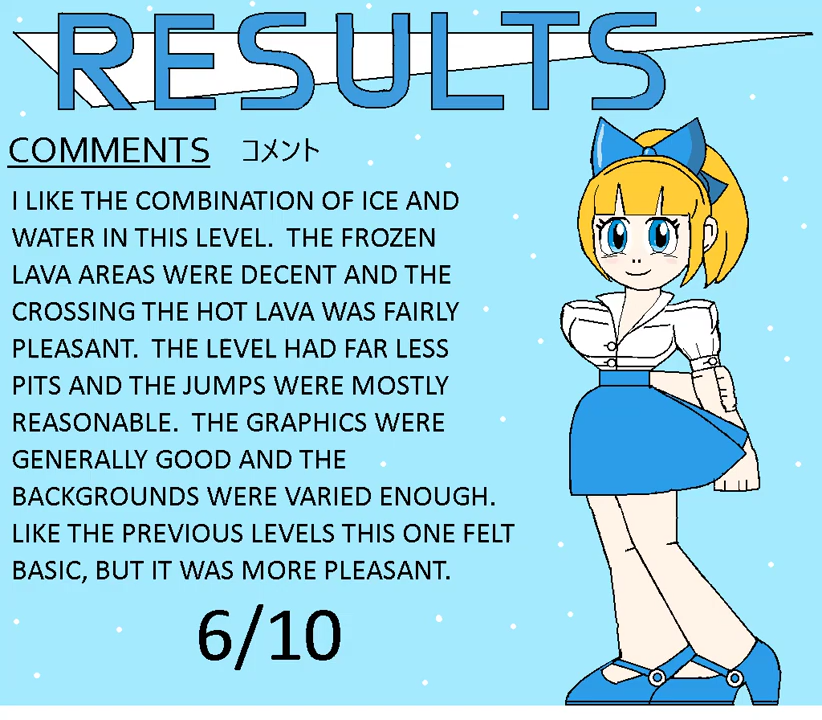 RESULTS
COMMENTS コメント
I LIKE THE COMBINATION OF ICE AND
WATER IN THIS LEVEL.  THE FROZEN
LAVA AREAS WERE DECENT AND THE
CROSSING THE HOT LAVA WAS FAIRLY
PLEASANT.  THE LEVEL HAD FAR LESS
PITS AND THE JUMPS WERE MOSTLY
REASONABLE.  THE GRAPHICS WERE
GENERALLY GOOD AND THE
BACKGROUNDS WERE VARIED ENOUGH.
LIKE THE PREVIOUS LEVELS THIS ONE FELT
BASIC, BUT IT WAS MORE PLEASANT.
6/10